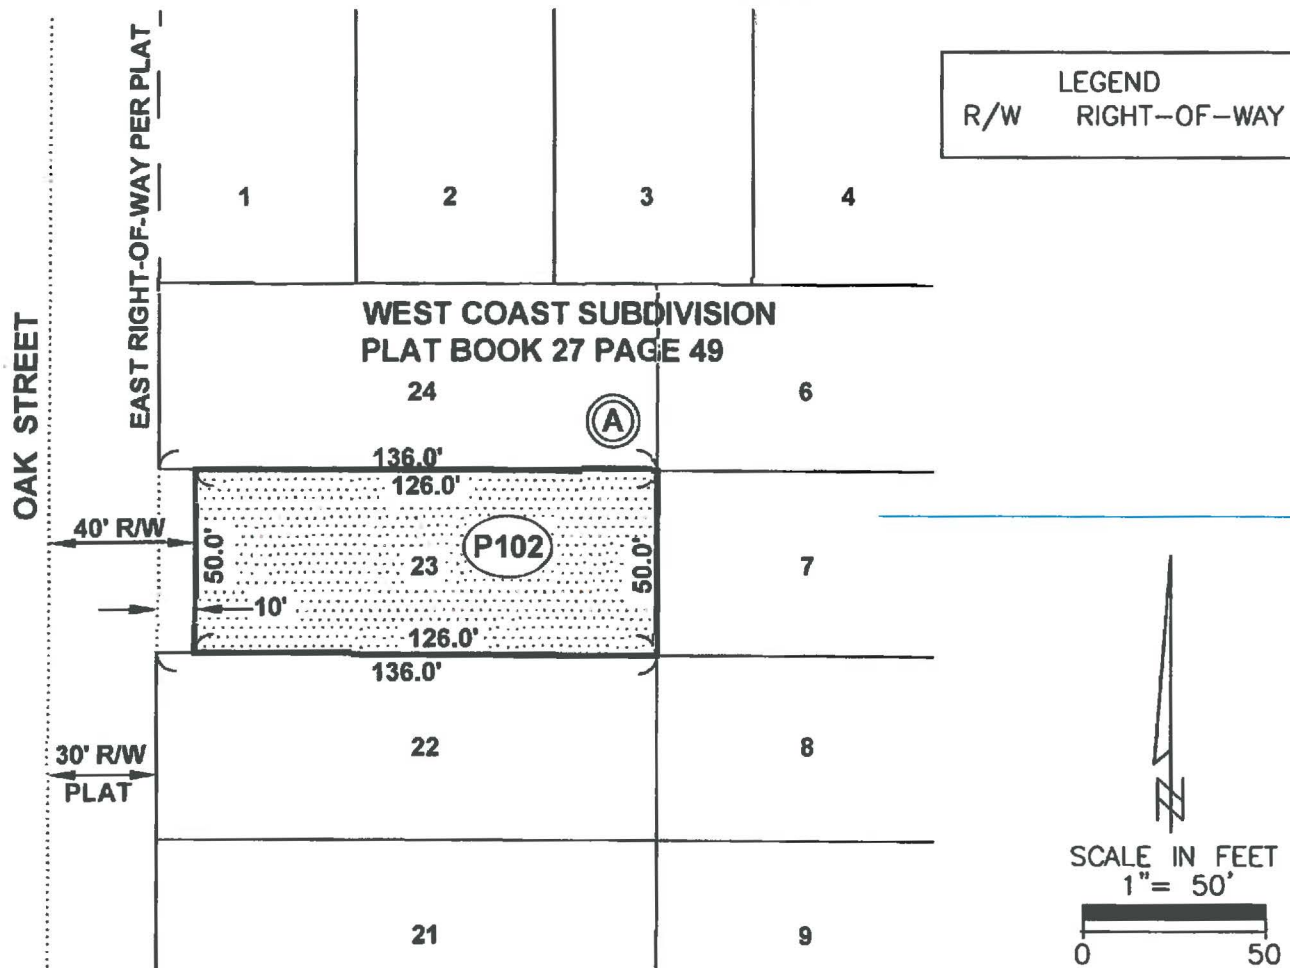 EAST RIGHT-OF-WAY PER PLAT
OAK STREET
LEGEND
R/W RIGHT-OF-WAY
1
2
3
4
WEST COAST SUBDIVISION
PLAT BOOK 27 PAGE 49
24
A
6
136.0'
126.0'
40' R/W
50.0'
23
P102
50.0'
7
10'
126.0'
136.0'
30' R/W
PLAT
22
8
N
SCALE IN FEET
1"= 50'
0 50
21
9